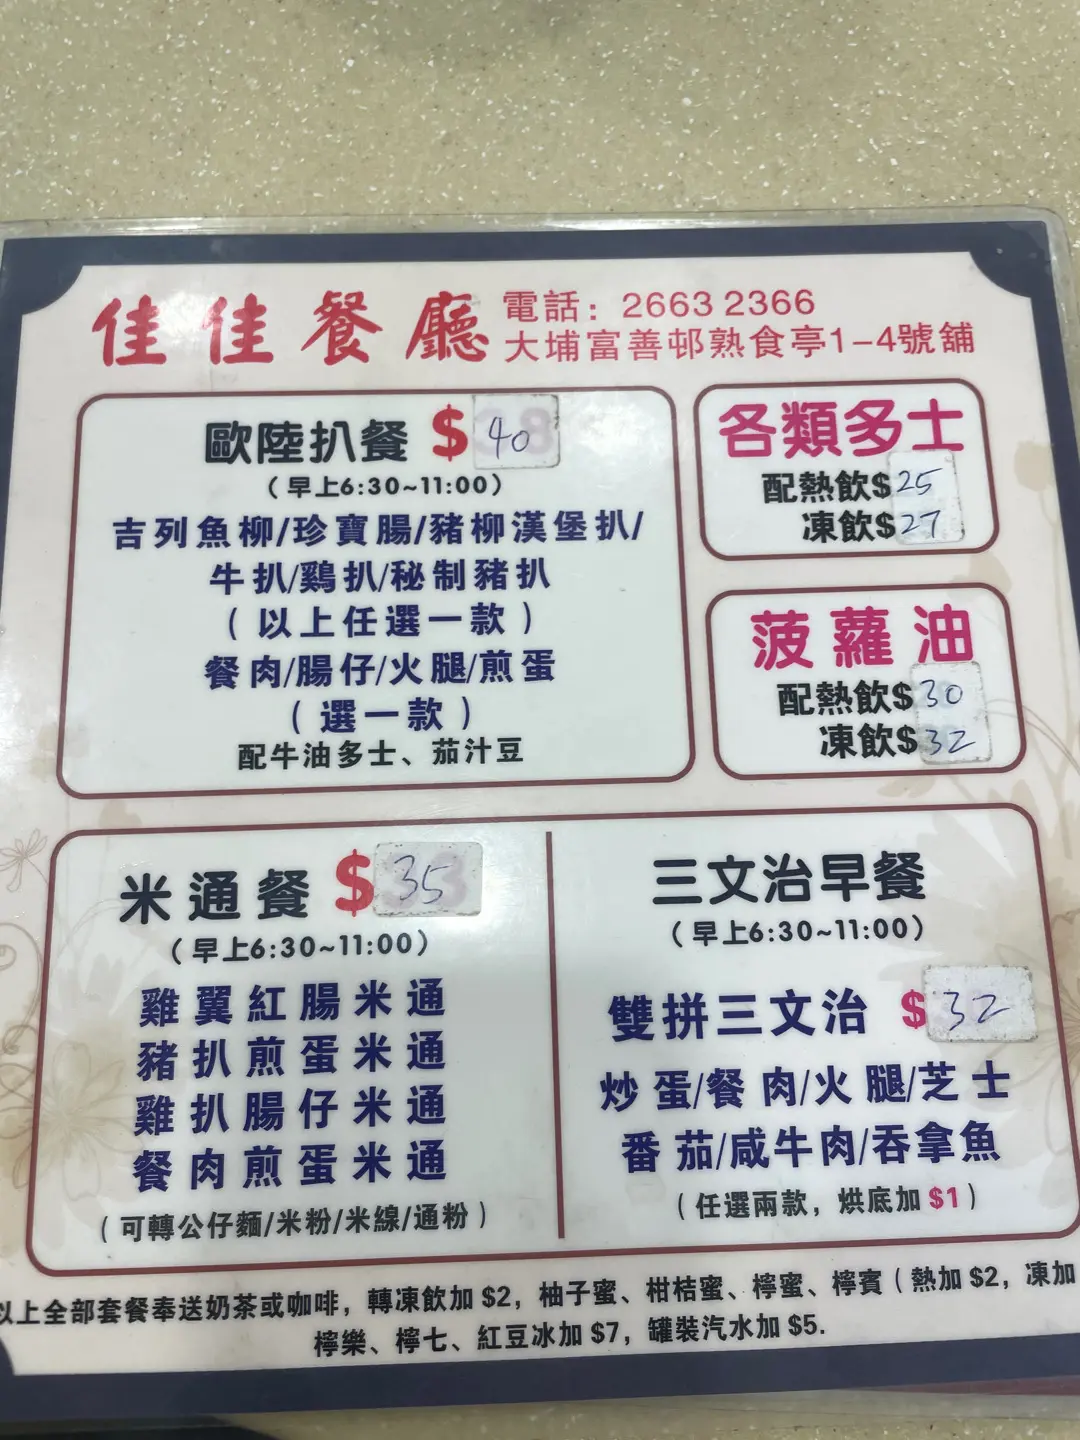 佳佳餐廳
電話：2663 2366
大埔富善邨熟食亭1-4號舖
歐陸扒餐 $40
（早上6:30~11:00）
吉列魚柳/珍寶腸/豬柳漢堡扒/
牛扒/鷄扒/秘制豬扒
（以上任選一款）
餐肉/腸仔/火腿/煎蛋
（選一款）
配牛油多士、茄汁豆
各類多士
配熱飲$25
凍飲$27
菠蘿油
配熱飲$30
凍飲$32
米通餐 $35
（早上6:30~11:00）
雞翼紅腸米通
豬扒煎蛋米通
雞扒腸仔米通
餐肉煎蛋米通
（可轉公仔麵/米粉/米線/通粉）
三文治早餐
（早上6:30~11:00）
雙拼三文治 $32
炒蛋/餐肉/火腿/芝士
番茄/咸牛肉/吞拿魚
（任選兩款，烘底加$1）
以上全部套餐奉送奶茶或咖啡，轉凍飲加 $2，柚子蜜、柑桔蜜、檸蜜、檸賓（熱加 $2，凍加
檸樂、檸七、紅豆冰加 $7，罐裝汽水加 $5.